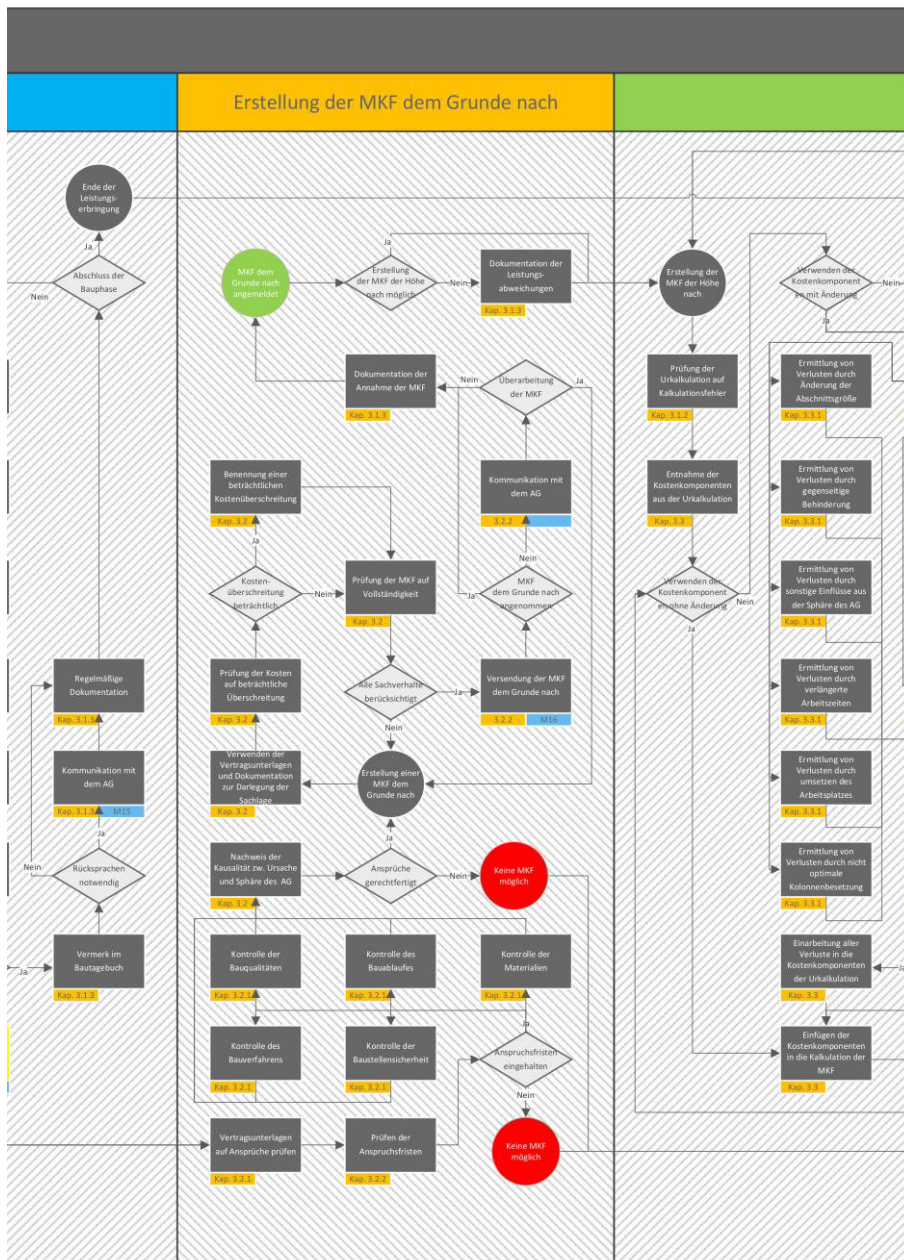 Erstellung der MKF dem Grunde nach
Ende der
Leistungs-
erbringung
Ja
Abschluss der
Bauphase
Nein
Regelmäßige
Dokumentation
Kap. 3.1.3
Kommunikation mit
dem AG
Kap. 3.1.3
M15
Ja
Nein
Rücksprachen
notwendig
Ja
Vermerk im
Bautagebuch
Kap. 3.1.3
MKF dem
Grunde nach
angemeldet
Ja
Erstellung
der MKF der Höhe
nach möglich
Nein
Dokumentation der
Leistungs-
abweichungen
Kap. 3.1.3
Dokumentation der
Annahme der MKF
Kap. 3.1.3
Nein
Überarbeitung
der MKF
Ja
Benennung einer
beträchtlichen
Kostenüberschreitung
Kap. 3.2
Kommunikation mit
dem AG
3.2.2
Ja
Nein
Kosten-
überschreitung
beträchtlich
Nein
Prüfung der MKF auf
Vollständigkeit
Kap. 3.2
Ja
MKF
dem Grunde nach
angenommen
Prüfung der Kosten
auf beträchtliche
Überschreitung
Kap. 3.2
Alle Sachverhalte
berücksichtigt
Ja
Versendung der MKF
dem Grunde nach
3.2.2
M16
Nein
Verwenden der
Vertragsunterlagen
und Dokumentation
zur Darlegung der
Sachlage
Kap. 3.2
Erstellung einer
MKF dem
Grunde nach
Ja
Nachweis der
Kausalität zw. Ursache
und Sphäre des AG
Kap. 3.2
Ansprüche
gerechtfertigt
Nein
Keine MKF
möglich
Kontrolle der
Bauqualitäten
Kap. 3.2.1
Kontrolle des
Bauablaufes
Kap. 3.2.1
Kontrolle der
Materialien
Kap. 3.2.1
Ja
Kontrolle des
Bauverfahrens
Kap. 3.2.1
Kontrolle der
Baustellensicherheit
Kap. 3.2.1
Anspruchsfristen
eingehalten
Nein
Vertragsunterlagen
auf Ansprüche prüfen
Kap. 3.2.1
Prüfen der
Anspruchsfristen
Kap. 3.2.2
Keine MKF
möglich
Erstellung der
MKF der Höhe
nach
Verwenden der
Kostenkomponent
en mit Änderung
Nein
Ja
Prüfung der
Urkalkulation auf
Kalkulationsfehler
Kap. 3.1.2
Ermittlung von
Verlusten durch
Änderung der
Abschnittsgröße
Kap. 3.3.1
Entnahme der
Kostenkomponenten
aus der Urkalkulation
Kap. 3.3
Ermittlung von
Verlusten durch
gegenseitige
Behinderung
Kap. 3.3.1
Verwenden der
Kostenkomponent
en ohne Änderung
Nein
Ja
Ermittlung von
Verlusten durch
sonstige Einflüsse aus
der Sphäre des AG
Kap. 3.3.1
Ermittlung von
Verlusten durch
verlängerte
Arbeitszeiten
Kap. 3.3.1
Ermittlung von
Verlusten durch
umsetzen des
Arbeitsplatzes
Kap. 3.3.1
Ermittlung von
Verlusten durch nicht
optimale
Kolonnenbesetzung
Kap. 3.3.1
Einarbeitung aller
Verluste in die
Kostenkomponenten
der Urkalkulation
Kap. 3.3
Ja
Einfügen der
Kostenkomponenten
in die Kalkulation der
MKF
Kap. 3.3